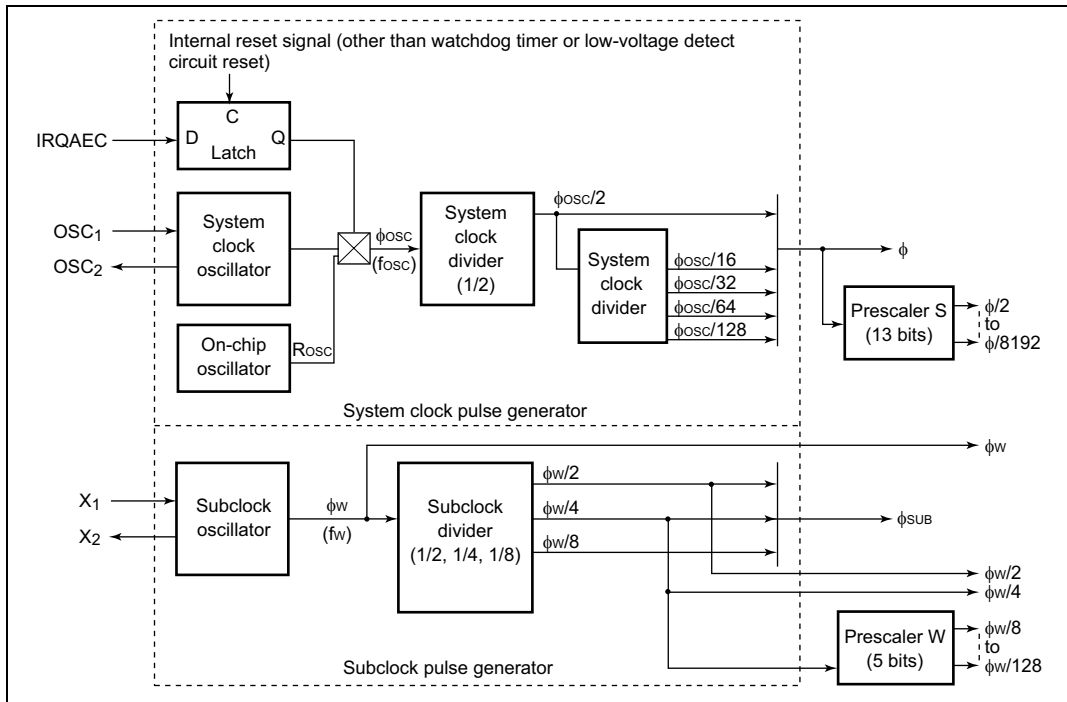 Internal reset signal (other than watchdog timer or low-voltage detect
circuit reset)
C
IRQAEC
D
Q
Latch
OSC1
OSC2
System
clock
oscillator
φOSC
(fOSC)
System
clock
divider
(1/2)
φOSC/2
System
clock
divider
φOSC/16
φOSC/32
φOSC/64
φOSC/128
φ
Prescaler S
(13 bits)
φ/2
to
φ/8192
On-chip
oscillator
ROSC
System clock pulse generator
X1
X2
Subclock
oscillator
φW
(fW)
Subclock
divider
(1/2, 1/4, 1/8)
φW/2
φW/4
φW/8
φW
φSUB
φW/2
φW/4
Prescaler W
(5 bits)
φW/8
to
φW/128
Subclock pulse generator